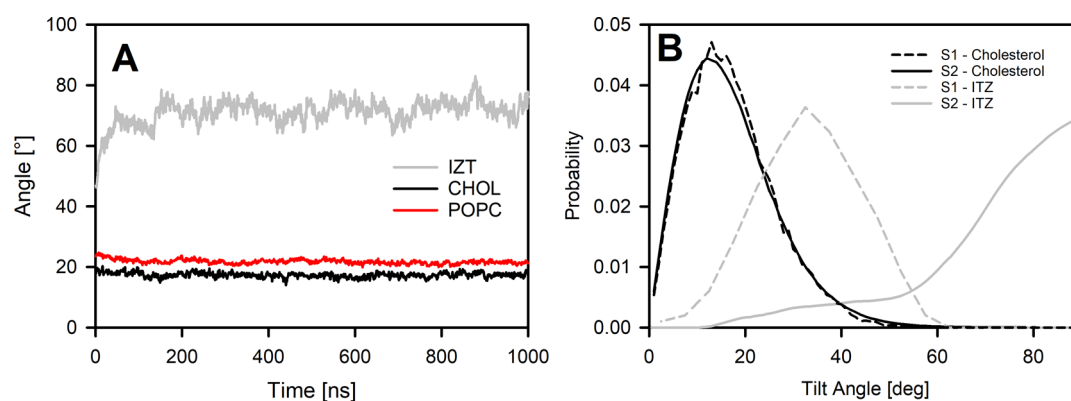 A
Angle [°]
100
80
60
40
20
0
IZT
CHOL
POPC
0
200
400
600
800
1000
Time [ns]
B
Probability
0.05
0.04
0.03
0.02
0.01
0.00
S1 - Cholesterol
S2 - Cholesterol
S1 - ITZ
S2 - ITZ
0
20
40
60
80
Tilt Angle [deg]